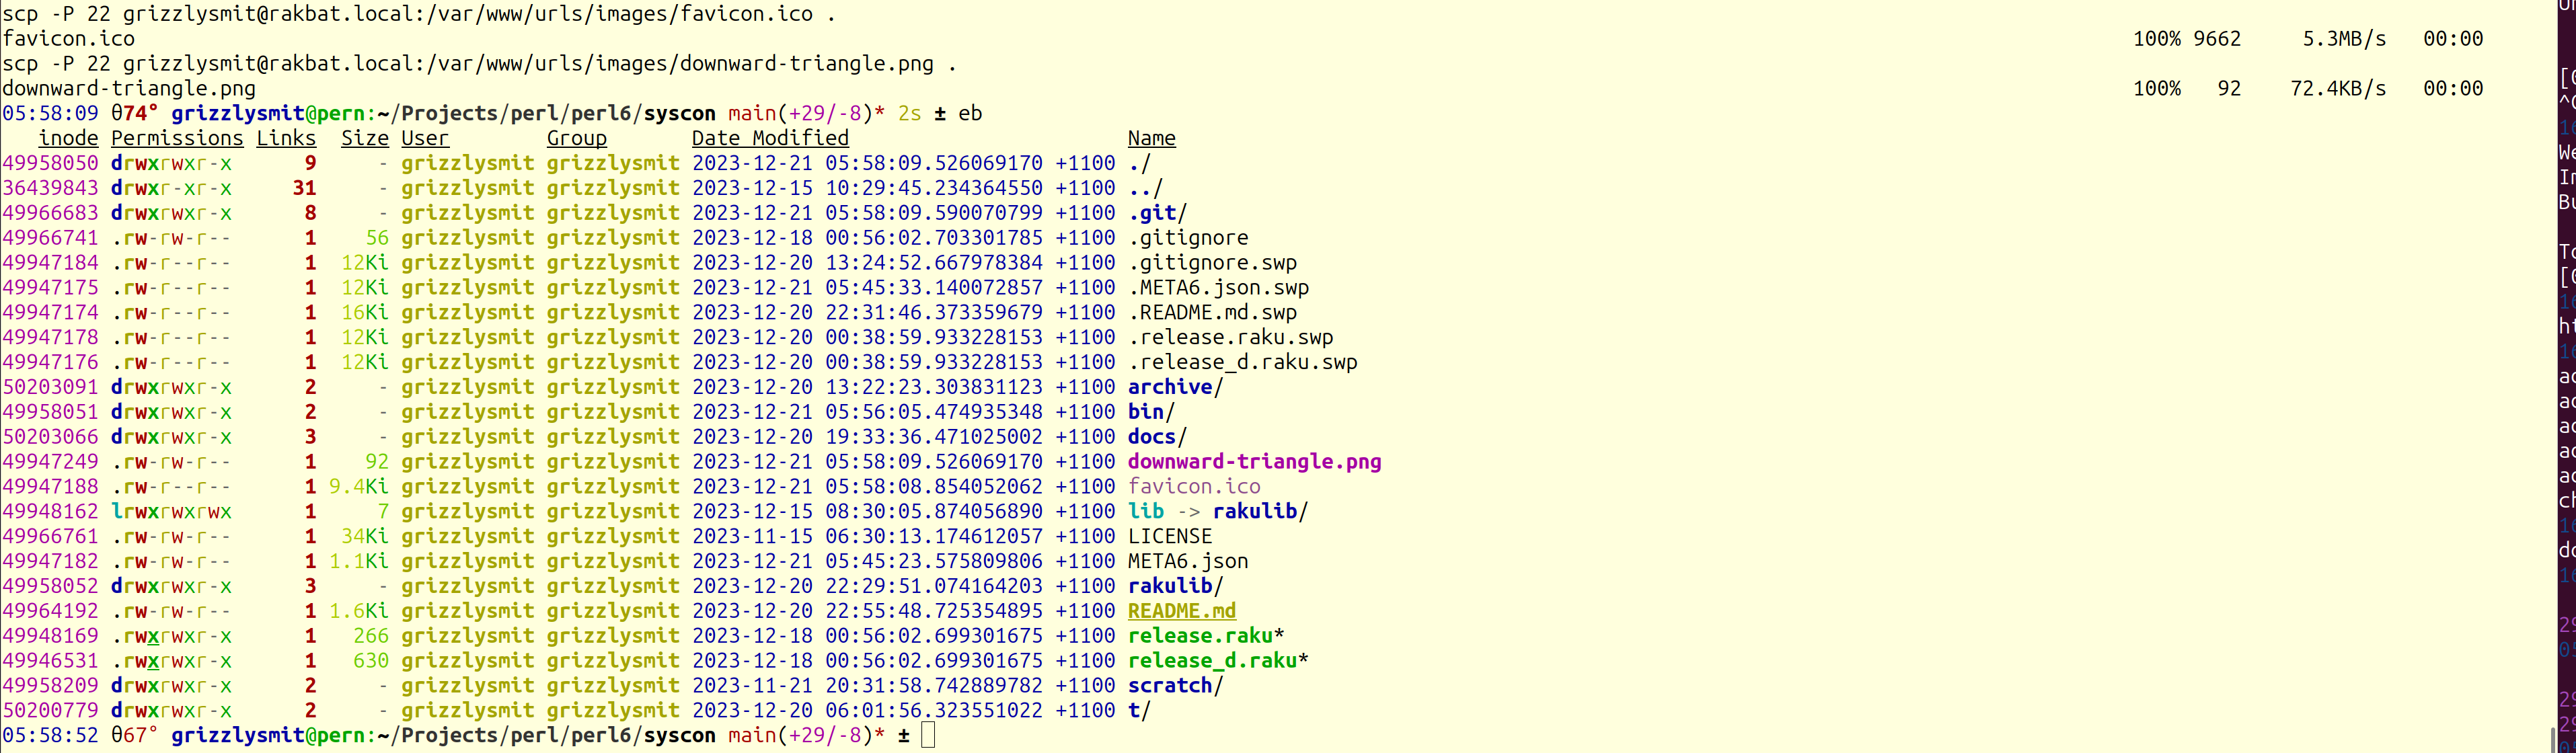 scp -P 22 grizzlysmit@rakbat.local:/var/www/urls/images/favicon.ico .
favicon.ico 100% 9662 5.3MB/s 00:00
scp -P 22 grizzlysmit@rakbat.local:/var/www/urls/images/downward-triangle.png .
downward-triangle.png 100% 92 72.4KB/s 00:00
05:58:09 θ74° grizzlysmit@pern:~/Projects/perl/perl6/syscon main(+29/-8)* 2s ± eb
inode Permissions Links Size User Group Date Modified Name
49958050 drwxrwxr-x 9 - grizzlysmit grizzlysmit 2023-12-21 05:58:09.526069170 +1100 ./
36439843 drwxr-xr-x 31 - grizzlysmit grizzlysmit 2023-12-15 10:29:45.234364550 +1100 ../
49966683 drwxrwxr-x 8 - grizzlysmit grizzlysmit 2023-12-21 05:58:09.590070799 +1100 .git/
49966741 .rw-rw-r-- 1 56 grizzlysmit grizzlysmit 2023-12-18 00:56:02.703301785 +1100 .gitignore
49947184 .rw-r--r-- 1 12Ki grizzlysmit grizzlysmit 2023-12-20 13:24:52.667978384 +1100 .gitignore.swp
49947175 .rw-r--r-- 1 12Ki grizzlysmit grizzlysmit 2023-12-21 05:45:33.140072857 +1100 .META6.json.swp
49947174 .rw-r--r-- 1 16Ki grizzlysmit grizzlysmit 2023-12-20 22:31:46.373359679 +1100 .README.md.swp
49947178 .rw-r--r-- 1 12Ki grizzlysmit grizzlysmit 2023-12-20 00:38:59.933228153 +1100 .release.raku.swp
49947176 .rw-r--r-- 1 12Ki grizzlysmit grizzlysmit 2023-12-20 00:38:59.933228153 +1100 .release_d.raku.swp
50203091 drwxrwxr-x 2 - grizzlysmit grizzlysmit 2023-12-20 13:22:23.303831123 +1100 archive/
49958051 drwxrwxr-x 2 - grizzlysmit grizzlysmit 2023-12-21 05:56:05.474935348 +1100 bin/
50203066 drwxrwxr-x 3 - grizzlysmit grizzlysmit 2023-12-20 19:33:36.471025002 +1100 docs/
49947249 .rw-rw-r-- 1 92 grizzlysmit grizzlysmit 2023-12-21 05:58:09.526069170 +1100 downward-triangle.png
49947188 .rw-r--r-- 1 9.4Ki grizzlysmit grizzlysmit 2023-12-21 05:58:08.854052062 +1100 favicon.ico
49948162 lrwxrwxrwx 1 7 grizzlysmit grizzlysmit 2023-12-15 08:30:05.874056890 +1100 lib -> rakulib/
49966761 .rw-rw-r-- 1 34Ki grizzlysmit grizzlysmit 2023-11-15 06:30:13.174612057 +1100 LICENSE
49947182 .rw-rw-r-- 1 1.1Ki grizzlysmit grizzlysmit 2023-12-21 05:45:23.575809806 +1100 META6.json
49958052 drwxrwxr-x 3 - grizzlysmit grizzlysmit 2023-12-20 22:29:51.074164203 +1100 rakulib/
49964192 .rw-rw-r-- 1 1.6Ki grizzlysmit grizzlysmit 2023-12-20 22:55:48.725354895 +1100 README.md
49948169 .rwxrwxr-x 1 266 grizzlysmit grizzlysmit 2023-12-18 00:56:02.699301675 +1100 release.raku*
49946531 .rwxrwxr-x 1 630 grizzlysmit grizzlysmit 2023-12-18 00:56:02.699301675 +1100 release_d.raku*
49958209 drwxrwxr-x 2 - grizzlysmit grizzlysmit 2023-11-21 20:31:58.742889782 +1100 scratch/
50200779 drwxrwxr-x 2 - grizzlysmit grizzlysmit 2023-12-20 06:01:56.323551022 +1100 t/
05:58:52 θ67° grizzlysmit@pern:~/Projects/perl/perl6/syscon main(+29/-8)* ±